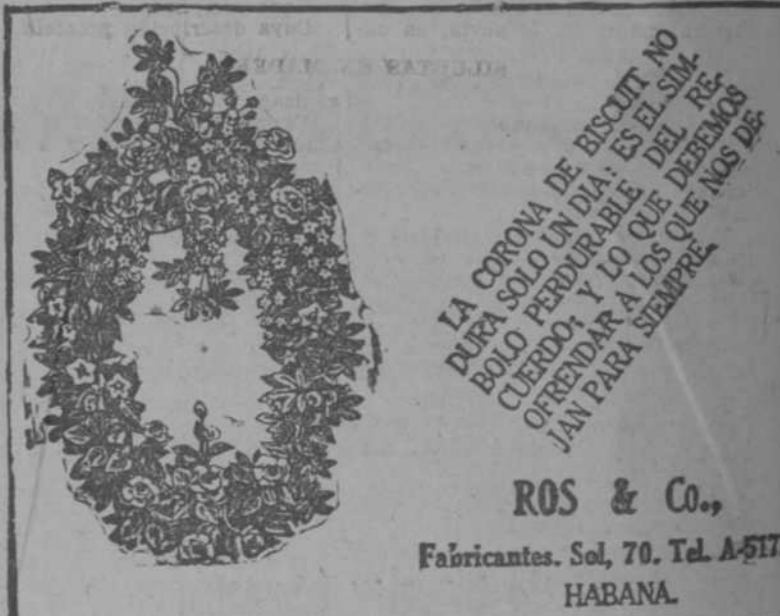 LA CORONA DE BISCUIT NO
DURA SOLO UN DIA: ES EL SIM-
BOLO PERDURABLE DEL RE-
CUERDO; Y LO QUE DEBEMOS
OFRENDAR A LOS QUE NOS DE-
JAN PARA SIEMPRE.
ROS & Co.,
Fabricantes. Sol, 70. Tel. A-517
HABANA.